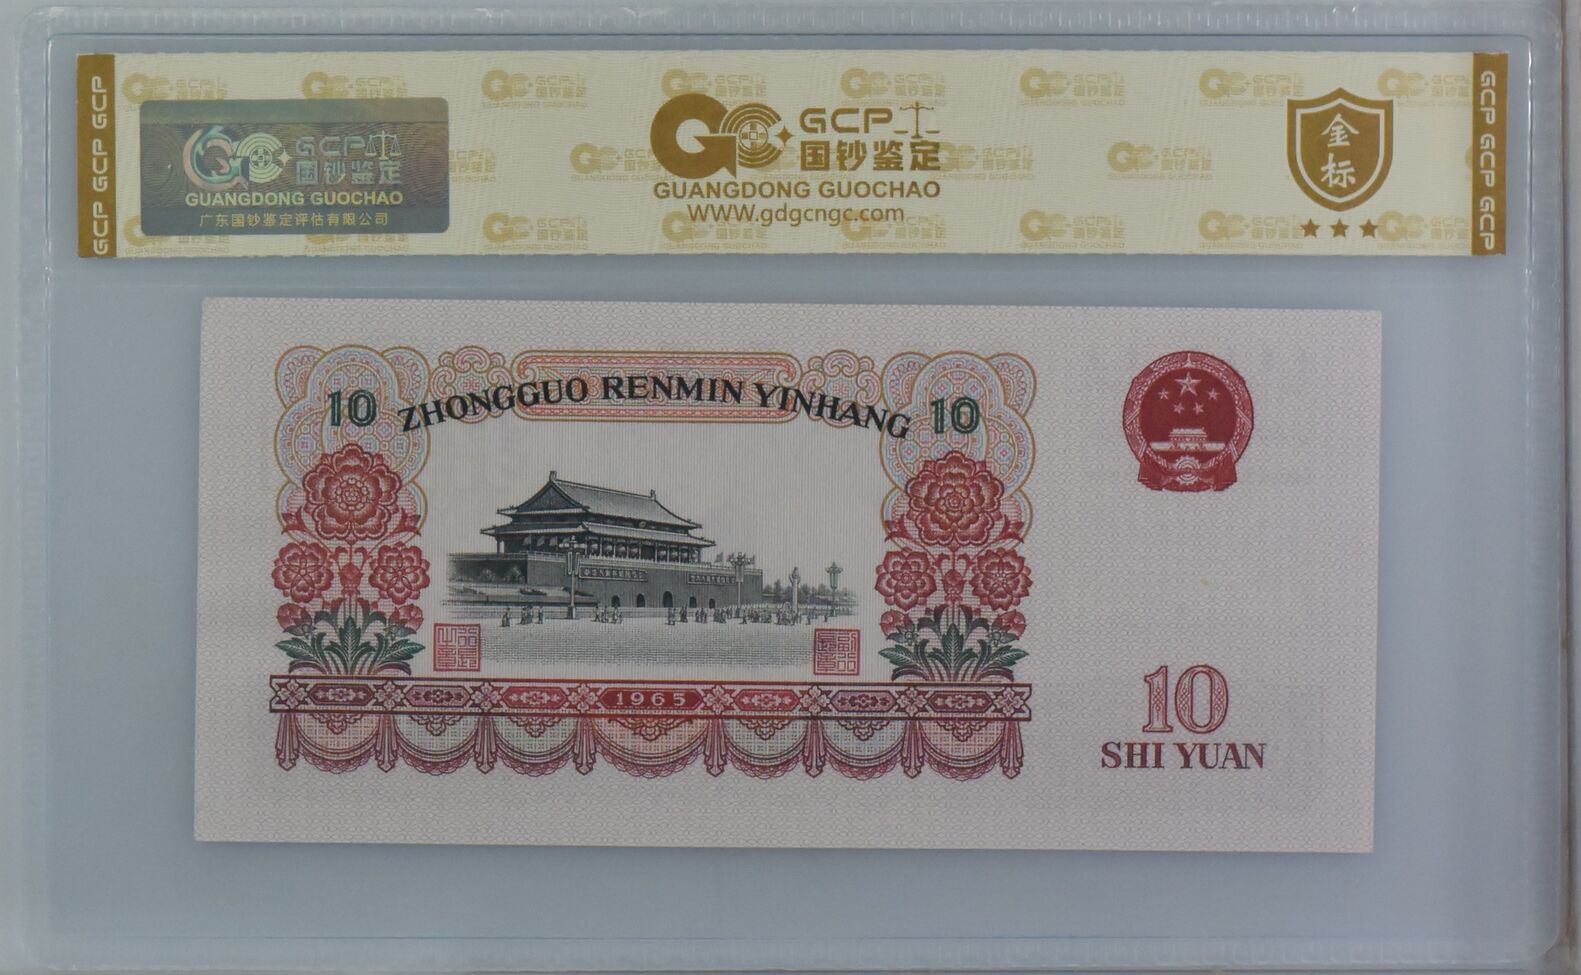 GCP GCP GCP
GCP
国钞鉴定
GUANGDONG GUOCHAO
广东国钞鉴定评估有限公司
GCP
国钞鉴定
GUANGDONG GUOCHAO
WWW.gdgcngc.com
金
标
GCP GCP GCP
10 ZHONGGUO RENMIN YINHANG 10
1965
10
SHI YUAN